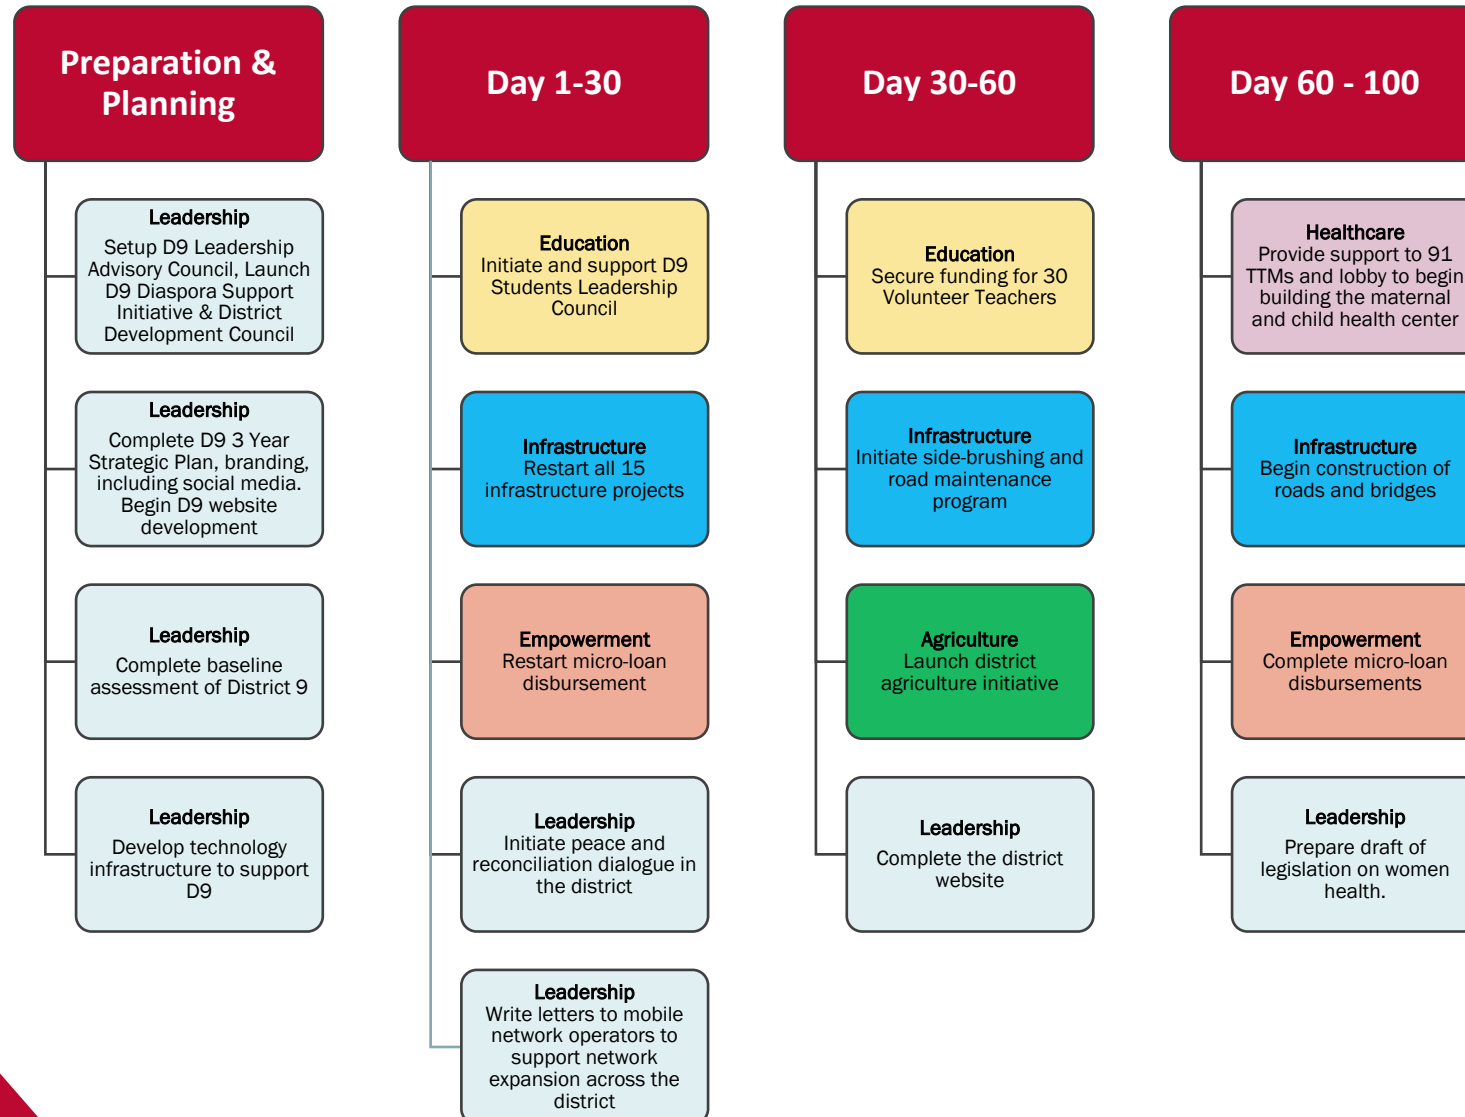 Preparation &
Planning
Leadership
Setup D9 Leadership
Advisory Council, Launch
D9 Diaspora Support
Initiative & District
Development Council
Leadership
Complete D9 3 Year
Strategic Plan, branding,
including social media.
Begin D9 website
development
Leadership
Complete baseline
assessment of District 9
Leadership
Develop technology
infrastructure to support
D9
Day 1-30
Education
Initiate and support D9
Students Leadership
Council
Infrastructure
Restart all 15
infrastructure projects
Empowerment
Restart micro-loan
disbursement
Leadership
Initiate peace and
reconciliation dialogue in
the district
Leadership
Write letters to mobile
network operators to
support network
expansion across the
district
Day 30-60
Education
Secure funding for 30
Volunteer Teachers
Infrastructure
Initiate side-brushing and
road maintenance
program
Agriculture
Launch district
agriculture initiative
Leadership
Complete the district
website
Day 60 - 100
Healthcare
Provide support to 91
TTMs and lobby to begin
building the maternal
and child health center
Infrastructure
Begin construction of
roads and bridges
Empowerment
Complete micro-loan
disbursements
Leadership
Prepare draft of
legislation on women
health.